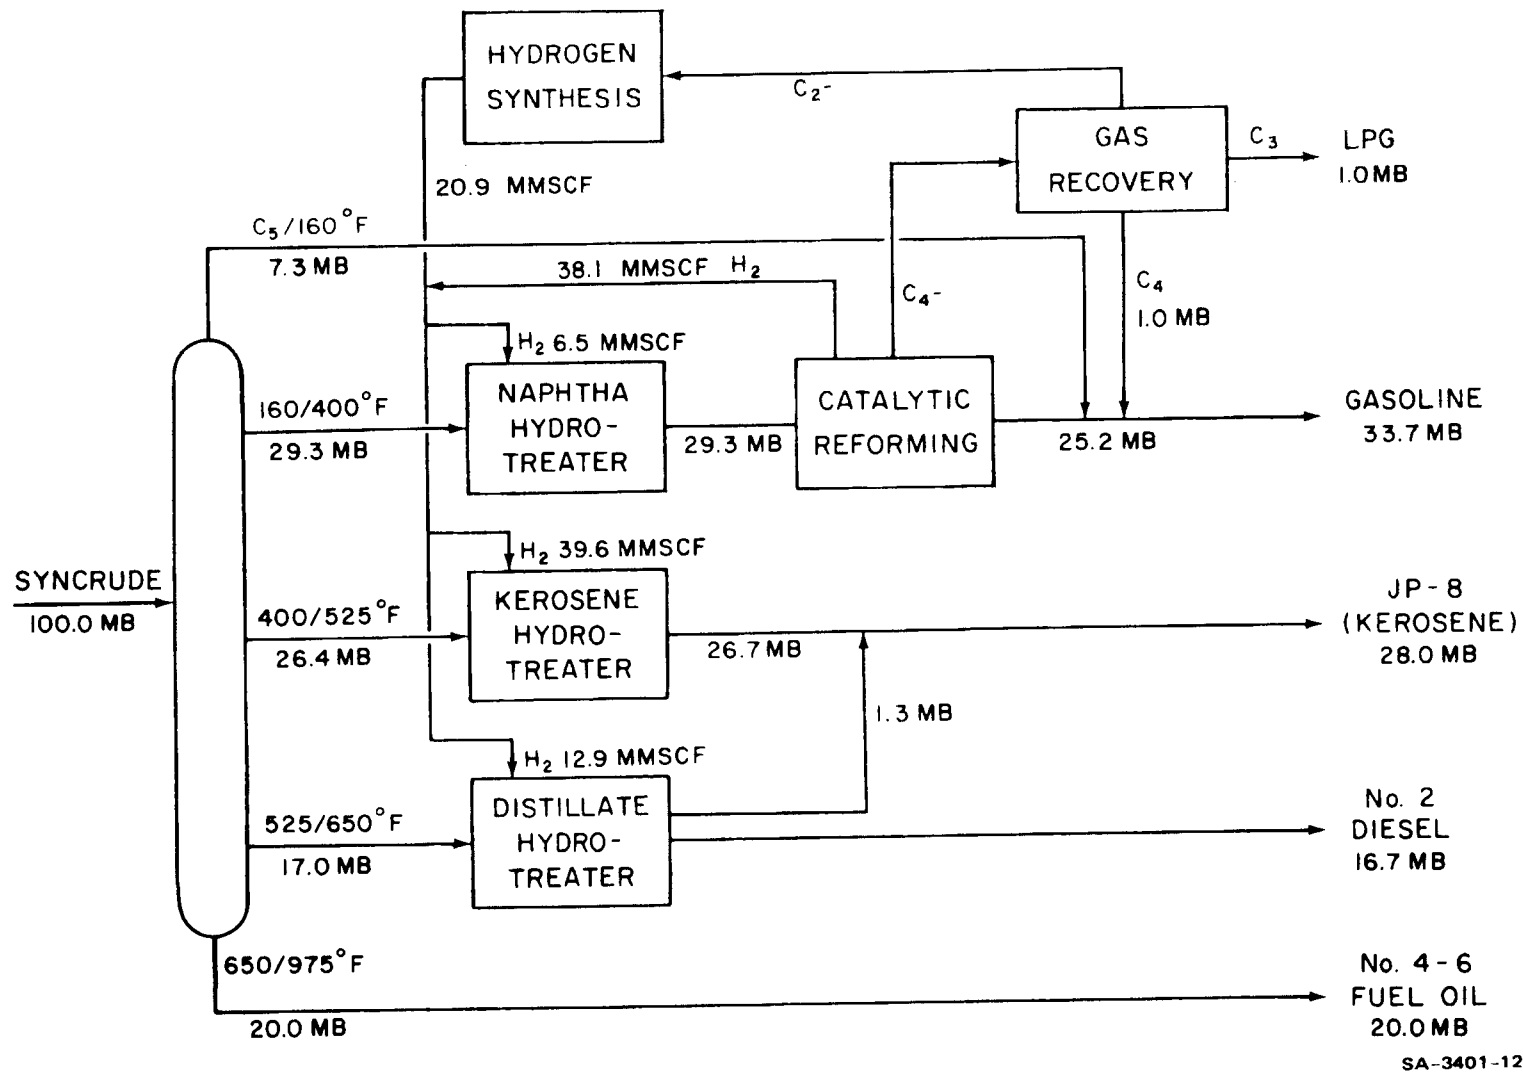 HYDROGEN
SYNTHESIS
C₂-
GAS
RECOVERY
C₃
LPG
1.0 MB
20.9 MMSCF
C₅/160°F
7.3 MB
38.1 MMSCF H₂
C₄-
C₄
1.0 MB
H₂ 6.5 MMSCF
160/400°F
29.3 MB
NAPHTHA
HYDRO-
TREATER
29.3 MB
CATALYTIC
REFORMING
25.2 MB
GASOLINE
33.7 MB
H₂ 39.6 MMSCF
SYNCRUDE
100.0 MB
400/525°F
26.4 MB
KEROSENE
HYDRO-
TREATER
26.7 MB
JP-8
(KEROSENE)
28.0 MB
1.3 MB
H₂ 12.9 MMSCF
525/650°F
17.0 MB
DISTILLATE
HYDRO-
TREATER
No. 2
DIESEL
16.7 MB
650/975°F
20.0 MB
No. 4-6
FUEL OIL
20.0 MB
SA-3401-12